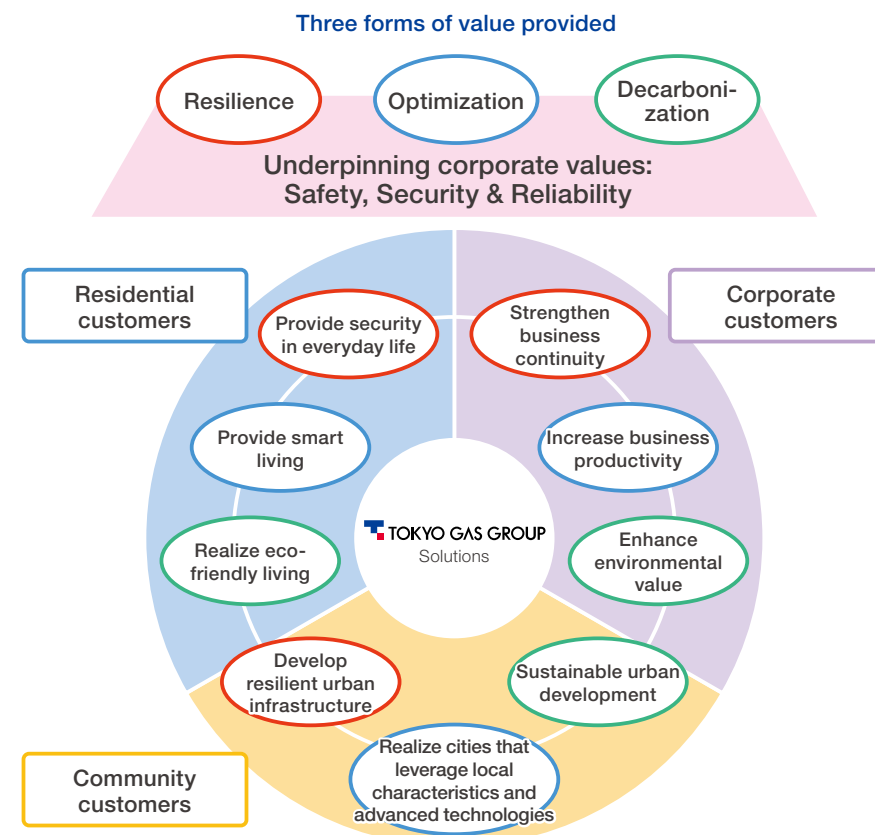 Three forms of value provided
Resilience
Optimization
Decarboni-
zation
Underpinning corporate values:
Safety, Security & Reliability
Residential
customers
Corporate
customers
Provide security
in everyday life
Strengthen
business
continuity
Provide smart
living
Increase business
productivity
TOKYO GAS GROUP
Solutions
Realize eco-
friendly living
Enhance
environmental
value
Develop
resilient urban
infrastructure
Sustainable urban
development
Community
customers
Realize cities that
leverage local
characteristics and
advanced technologies